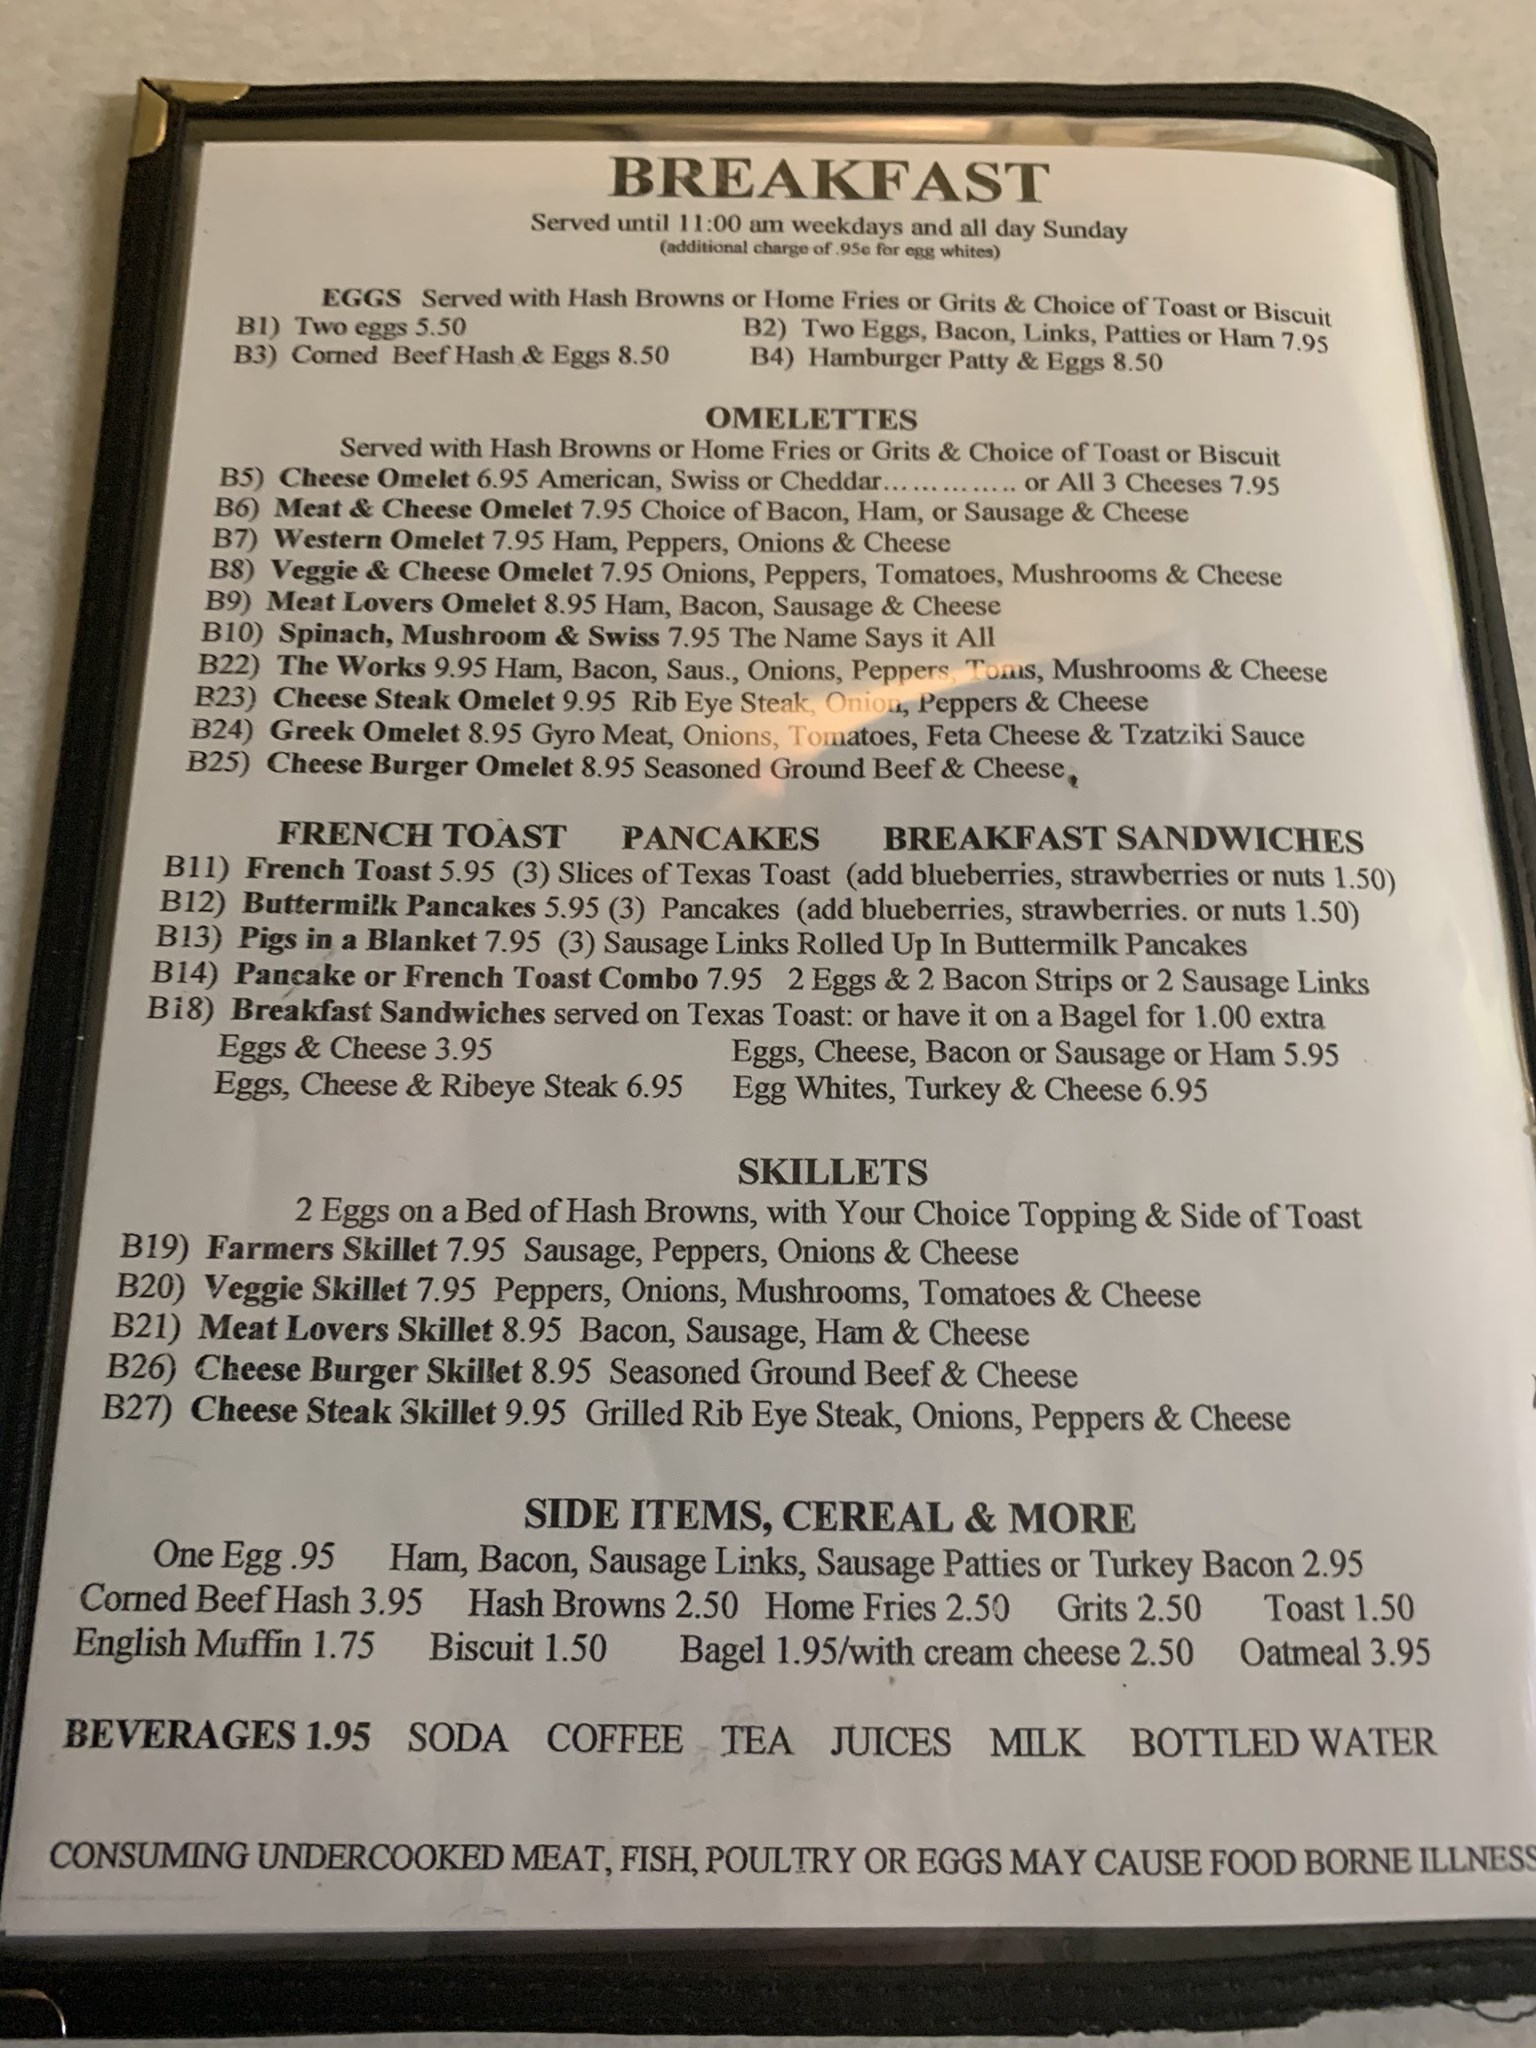 BREAKFAST
Served until 11:00 am weekdays and all day Sunday
(additional charge of .95c for egg whites)
EGGS Served with Hash Browns or Home Fries or Grits & Choice of Toast or Biscuit
B1) Two eggs 5.50 B2) Two Eggs, Bacon, Links, Patties or Ham 7.95
B3) Corned Beef Hash & Eggs 8.50 B4) Hamburger Patty & Eggs 8.50
OMELETTES
Served with Hash Browns or Home Fries or Grits & Choice of Toast or Biscuit
B5) Cheese Omelet 6.95 American, Swiss or Cheddar.............. or All 3 Cheeses 7.95
B6) Meat & Cheese Omelet 7.95 Choice of Bacon, Ham, or Sausage & Cheese
B7) Western Omelet 7.95 Ham, Peppers, Onions & Cheese
B8) Veggie & Cheese Omelet 7.95 Onions, Peppers, Tomatoes, Mushrooms & Cheese
B9) Meat Lovers Omelet 8.95 Ham, Bacon, Sausage & Cheese
B10) Spinach, Mushroom & Swiss 7.95 The Name Says it All
B22) The Works 9.95 Ham, Bacon, Saus., Onions, Peppers, Toms, Mushrooms & Cheese
B23) Cheese Steak Omelet 9.95 Rib Eye Steak, Onion, Peppers & Cheese
B24) Greek Omelet 8.95 Gyro Meat, Onions, Tomatoes, Feta Cheese & Tzatziki Sauce
B25) Cheese Burger Omelet 8.95 Seasoned Ground Beef & Cheese
FRENCH TOAST PANCAKES BREAKFAST SANDWICHES
B11) French Toast 5.95 (3) Slices of Texas Toast (add blueberries, strawberries or nuts 1.50)
B12) Buttermilk Pancakes 5.95 (3) Pancakes (add blueberries, strawberries. or nuts 1.50)
B13) Pigs in a Blanket 7.95 (3) Sausage Links Rolled Up In Buttermilk Pancakes
B14) Pancake or French Toast Combo 7.95 2 Eggs & 2 Bacon Strips or 2 Sausage Links
B18) Breakfast Sandwiches served on Texas Toast: or have it on a Bagel for 1.00 extra
Eggs & Cheese 3.95 Eggs, Cheese, Bacon or Sausage or Ham 5.95
Eggs, Cheese & Ribeye Steak 6.95 Egg Whites, Turkey & Cheese 6.95
SKILLETS
2 Eggs on a Bed of Hash Browns, with Your Choice Topping & Side of Toast
B19) Farmers Skillet 7.95 Sausage, Peppers, Onions & Cheese
B20) Veggie Skillet 7.95 Peppers, Onions, Mushrooms, Tomatoes & Cheese
B21) Meat Lovers Skillet 8.95 Bacon, Sausage, Ham & Cheese
B26) Cheese Burger Skillet 8.95 Seasoned Ground Beef & Cheese
B27) Cheese Steak Skillet 9.95 Grilled Rib Eye Steak, Onions, Peppers & Cheese
SIDE ITEMS, CEREAL & MORE
One Egg .95 Ham, Bacon, Sausage Links, Sausage Patties or Turkey Bacon 2.95
Corned Beef Hash 3.95 Hash Browns 2.50 Home Fries 2.50 Grits 2.50 Toast 1.50
English Muffin 1.75 Biscuit 1.50 Bagel 1.95/with cream cheese 2.50 Oatmeal 3.95
BEVERAGES 1.95 SODA COFFEE TEA JUICES MILK BOTTLED WATER
CONSUMING UNDERCOOKED MEAT, FISH, POULTRY OR EGGS MAY CAUSE FOOD BORNE ILLNESS